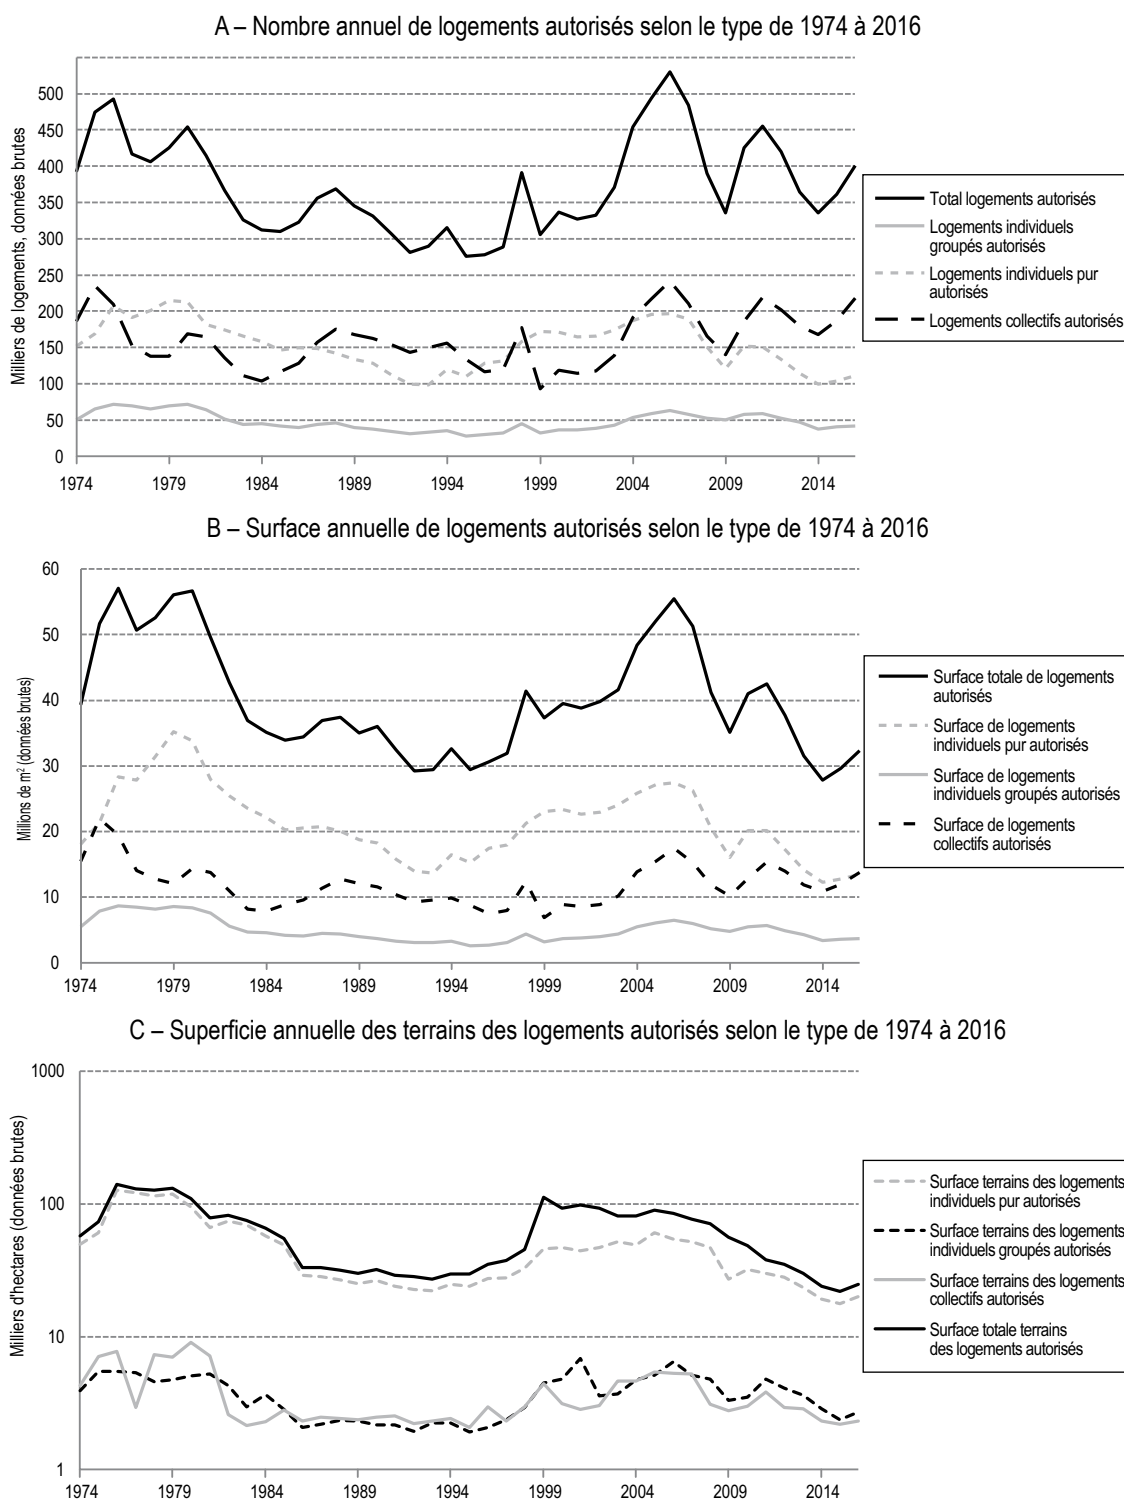 A – Nombre annuel de logements autorisés selon le type de 1974 à 2016
Milliers de logements, données brutes
500
450
400
350
300
250
200
150
100
50
0
1974 1979 1984 1989 1994 1999 2004 2009 2014
Total logements autorisés
Logements individuels
groupés autorisés
Logements individuels pur
autorisés
Logements collectifs autorisés
B – Surface annuelle de logements autorisés selon le type de 1974 à 2016
Millions de m² (données brutes)
60
50
40
30
20
10
0
1974 1979 1984 1989 1994 1999 2004 2009 2014
Surface totale de logements
autorisés
Surface de logements
individuels pur autorisés
Surface de logements
individuels groupés autorisés
Surface de logements
collectifs autorisés
C – Superficie annuelle des terrains des logements autorisés selon le type de 1974 à 2016
Milliers d'hectares (données brutes)
1000
100
10
1
1974 1979 1984 1989 1994 1999 2004 2009 2014
Surface terrains des logements
individuels pur autorisés
Surface terrains des logements
individuels groupés autorisés
Surface terrains des logements
collectifs autorisés
Surface totale terrains
des logements autorisés